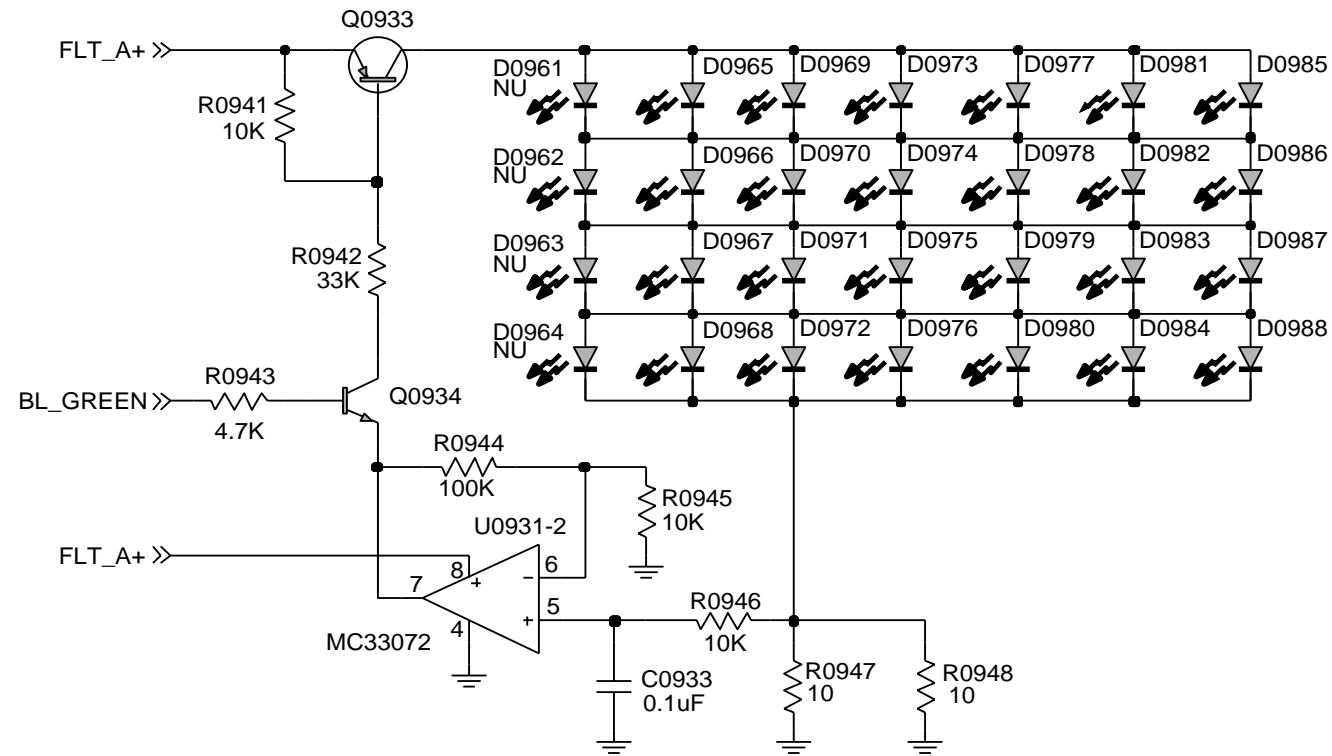 Q0933
FLT_A+
D0961
NU
D0965
D0969
D0973
D0977
D0981
D0985
R0941
10K
D0962
NU
D0966
D0970
D0974
D0978
D0982
D0986
D0963
NU
D0967
D0971
D0975
D0979
D0983
D0987
R0942
33K
D0964
NU
D0968
D0972
D0976
D0980
D0984
D0988
R0943
BL_GREEN
4.7K
Q0934
R0944
100K
R0945
10K
U0931-2
FLT_A+
8
+
6
-
7
5
+
4
MC33072
R0946
10K
C0933
0.1uF
R0947
10
R0948
10